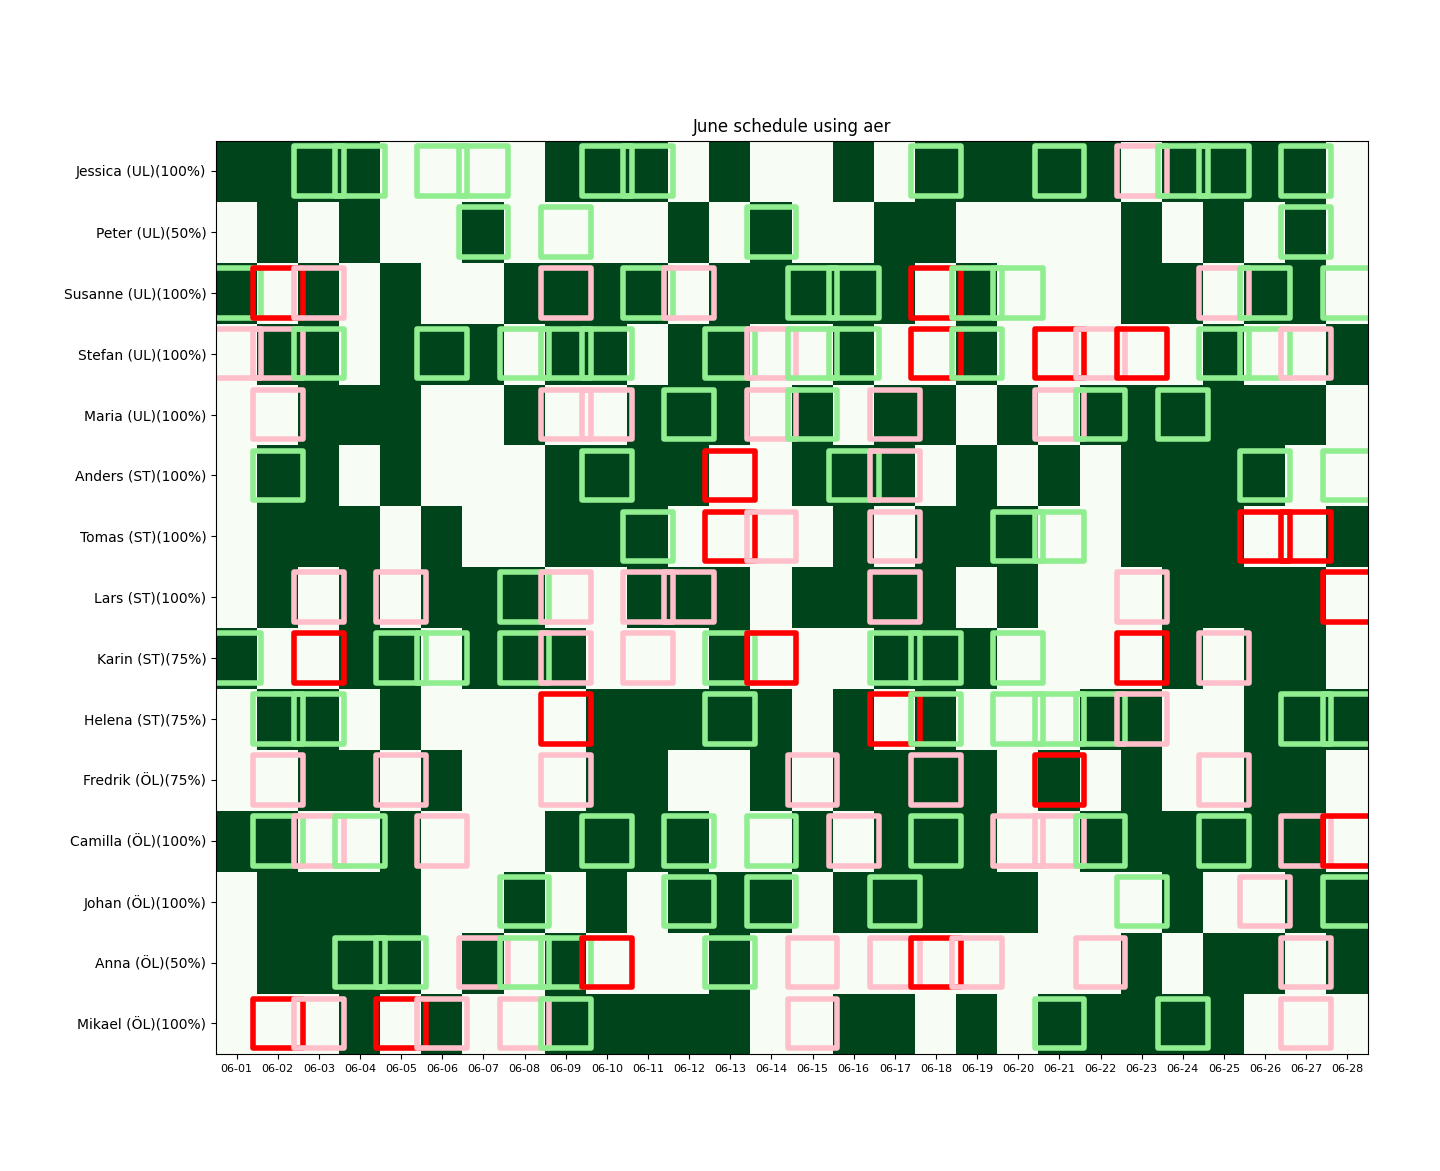 June schedule using aer
Jessica (UL)(100%)
Peter (UL)(50%)
Susanne (UL)(100%)
Stefan (UL)(100%)
Maria (UL)(100%)
Anders (ST)(100%)
Tomas (ST)(100%)
Lars (ST)(100%)
Karin (ST)(75%)
Helena (ST)(75%)
Fredrik (ÖL)(75%)
Camilla (ÖL)(100%)
Johan (ÖL)(100%)
Anna (ÖL)(50%)
Mikael (ÖL)(100%)
06-01 06-02 06-03 06-04 06-05 06-06 06-07 06-08 06-09 06-10 06-11 06-12 06-13 06-14 06-15 06-16 06-17 06-18 06-19 06-20 06-21 06-22 06-23 06-24 06-25 06-26 06-27 06-28